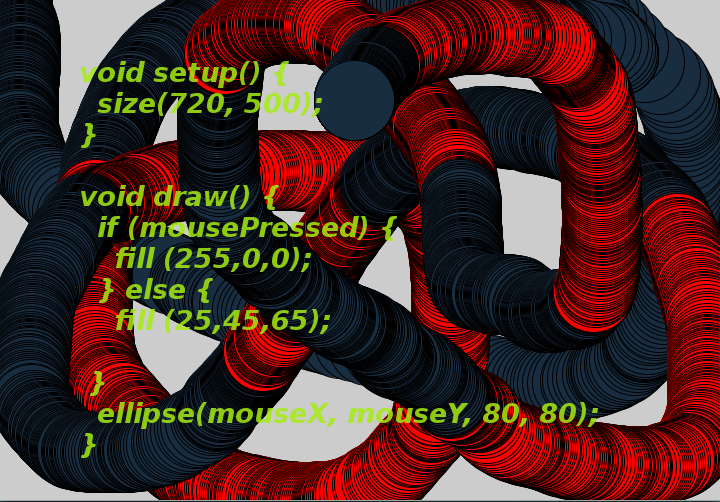 void setup() {
size(720, 500);
}
void draw() {
if (mousePressed) {
fill (255,0,0);
} else {
fill (25,45,65);
}
ellipse(mouseX, mouseY, 80, 80);
}